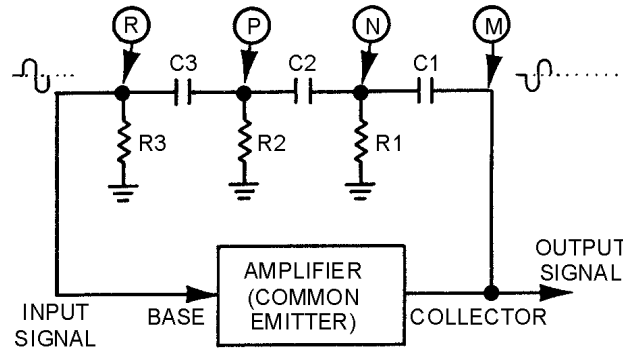 R P N M
C3 C2 C1
R3 R2 R1
AMPLIFIER
(COMMON
EMITTER)
OUTPUT
SIGNAL
INPUT
SIGNAL
BASE
COLLECTOR